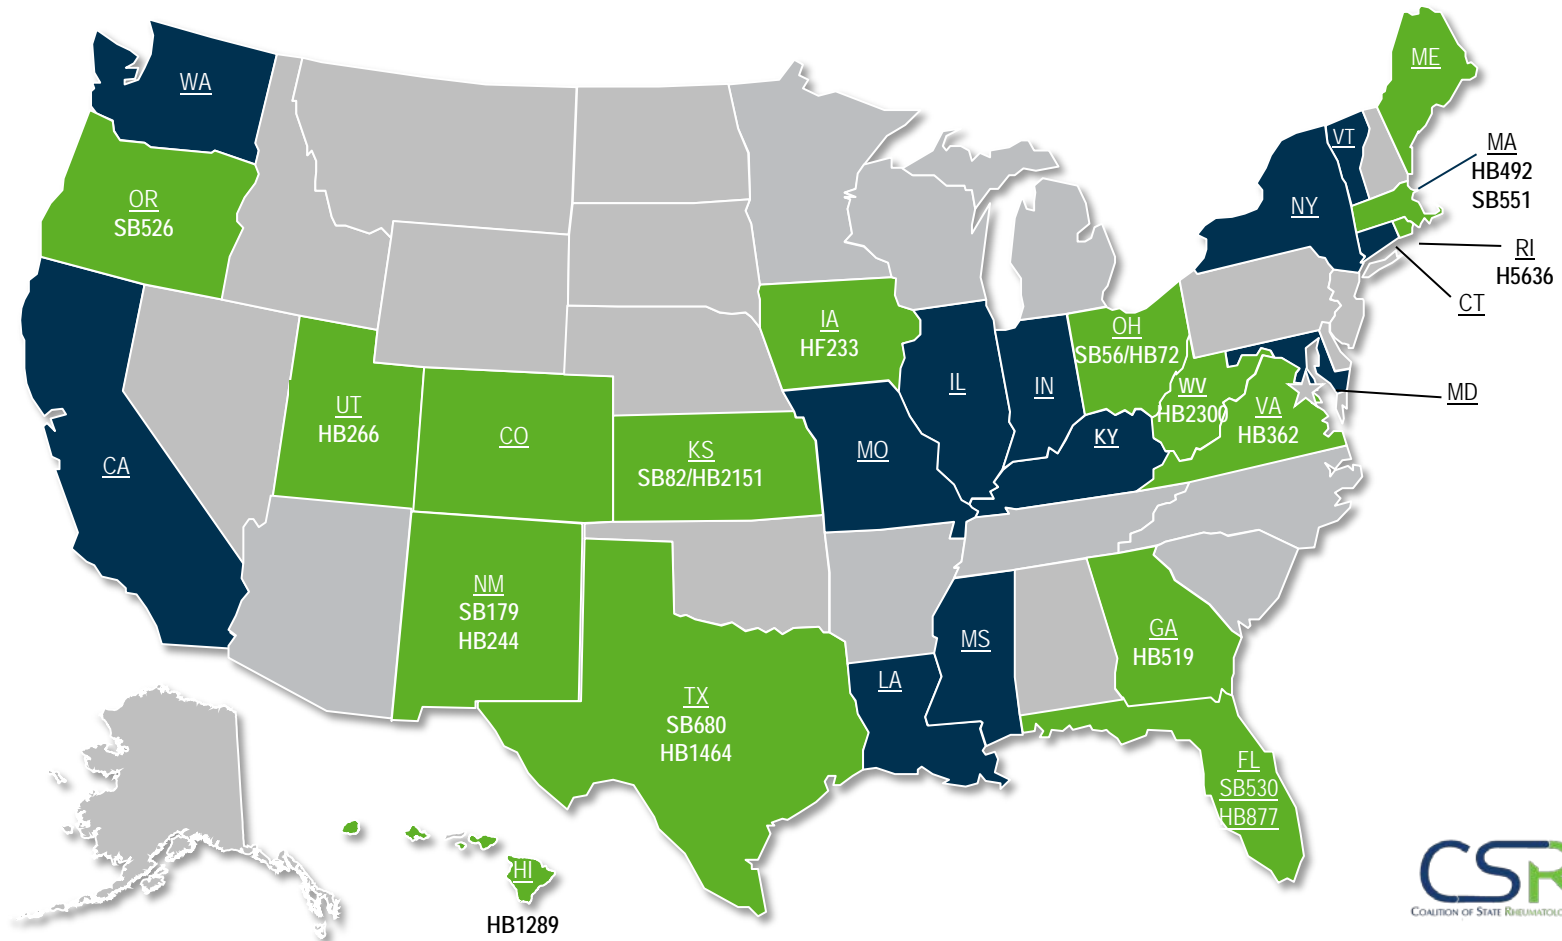 WA
OR
SB526
CA
UT
HB266
CO
NM
SB179
HB244
KS
SB82/HB2151
TX
SB680
HB1464
HI
HB1289
IA
HF233
MO
IL
IN
KY
OH
SB56/HB72
WV
HB2300
VA
HB362
MS
LA
GA
HB519
FL
SB530
HB877
NY
VT
ME
MA
HB492
SB551
RI
H5636
CT
MD
CSR
COALITION OF STATE